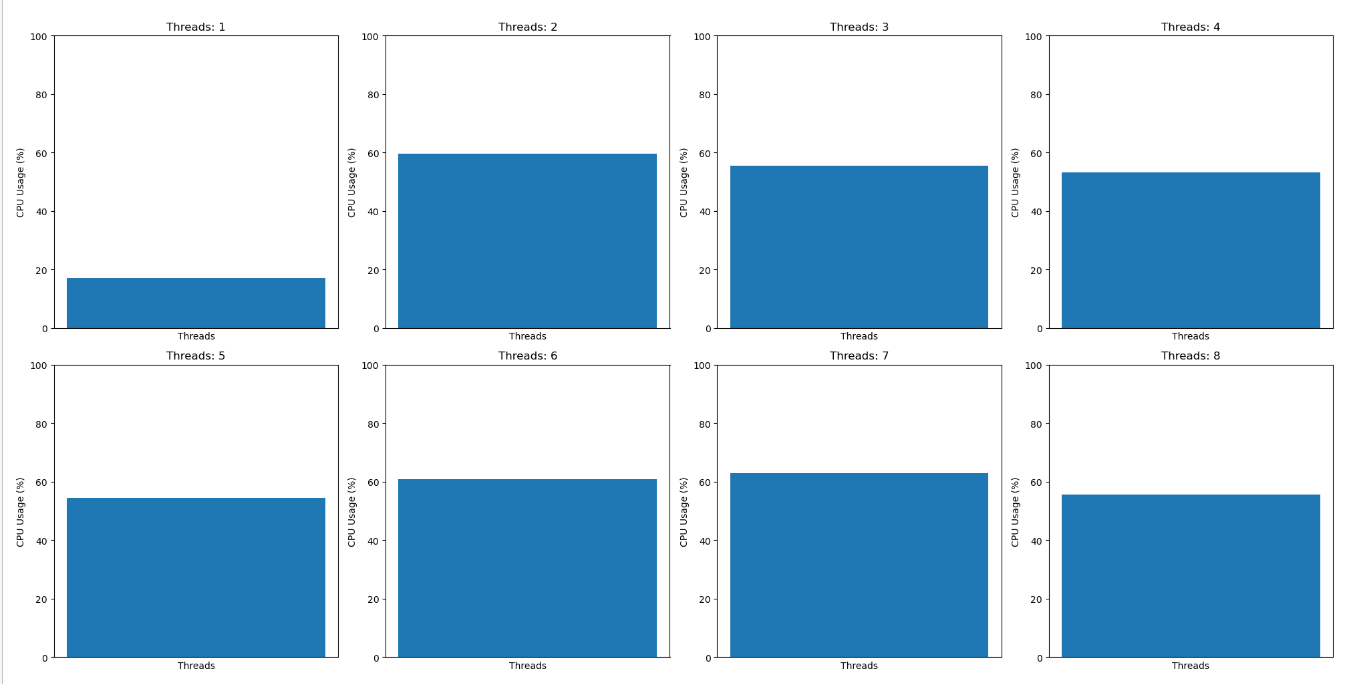 Threads: 1
100
80
60
40
20
0
CPU Usage (%)
Threads
Threads: 2
100
80
60
40
20
0
CPU Usage (%)
Threads
Threads: 3
100
80
60
40
20
0
CPU Usage (%)
Threads
Threads: 4
100
80
60
40
20
0
CPU Usage (%)
Threads
Threads: 5
100
80
60
40
20
0
CPU Usage (%)
Threads
Threads: 6
100
80
60
40
20
0
CPU Usage (%)
Threads
Threads: 7
100
80
60
40
20
0
CPU Usage (%)
Threads
Threads: 8
100
80
60
40
20
0
CPU Usage (%)
Threads